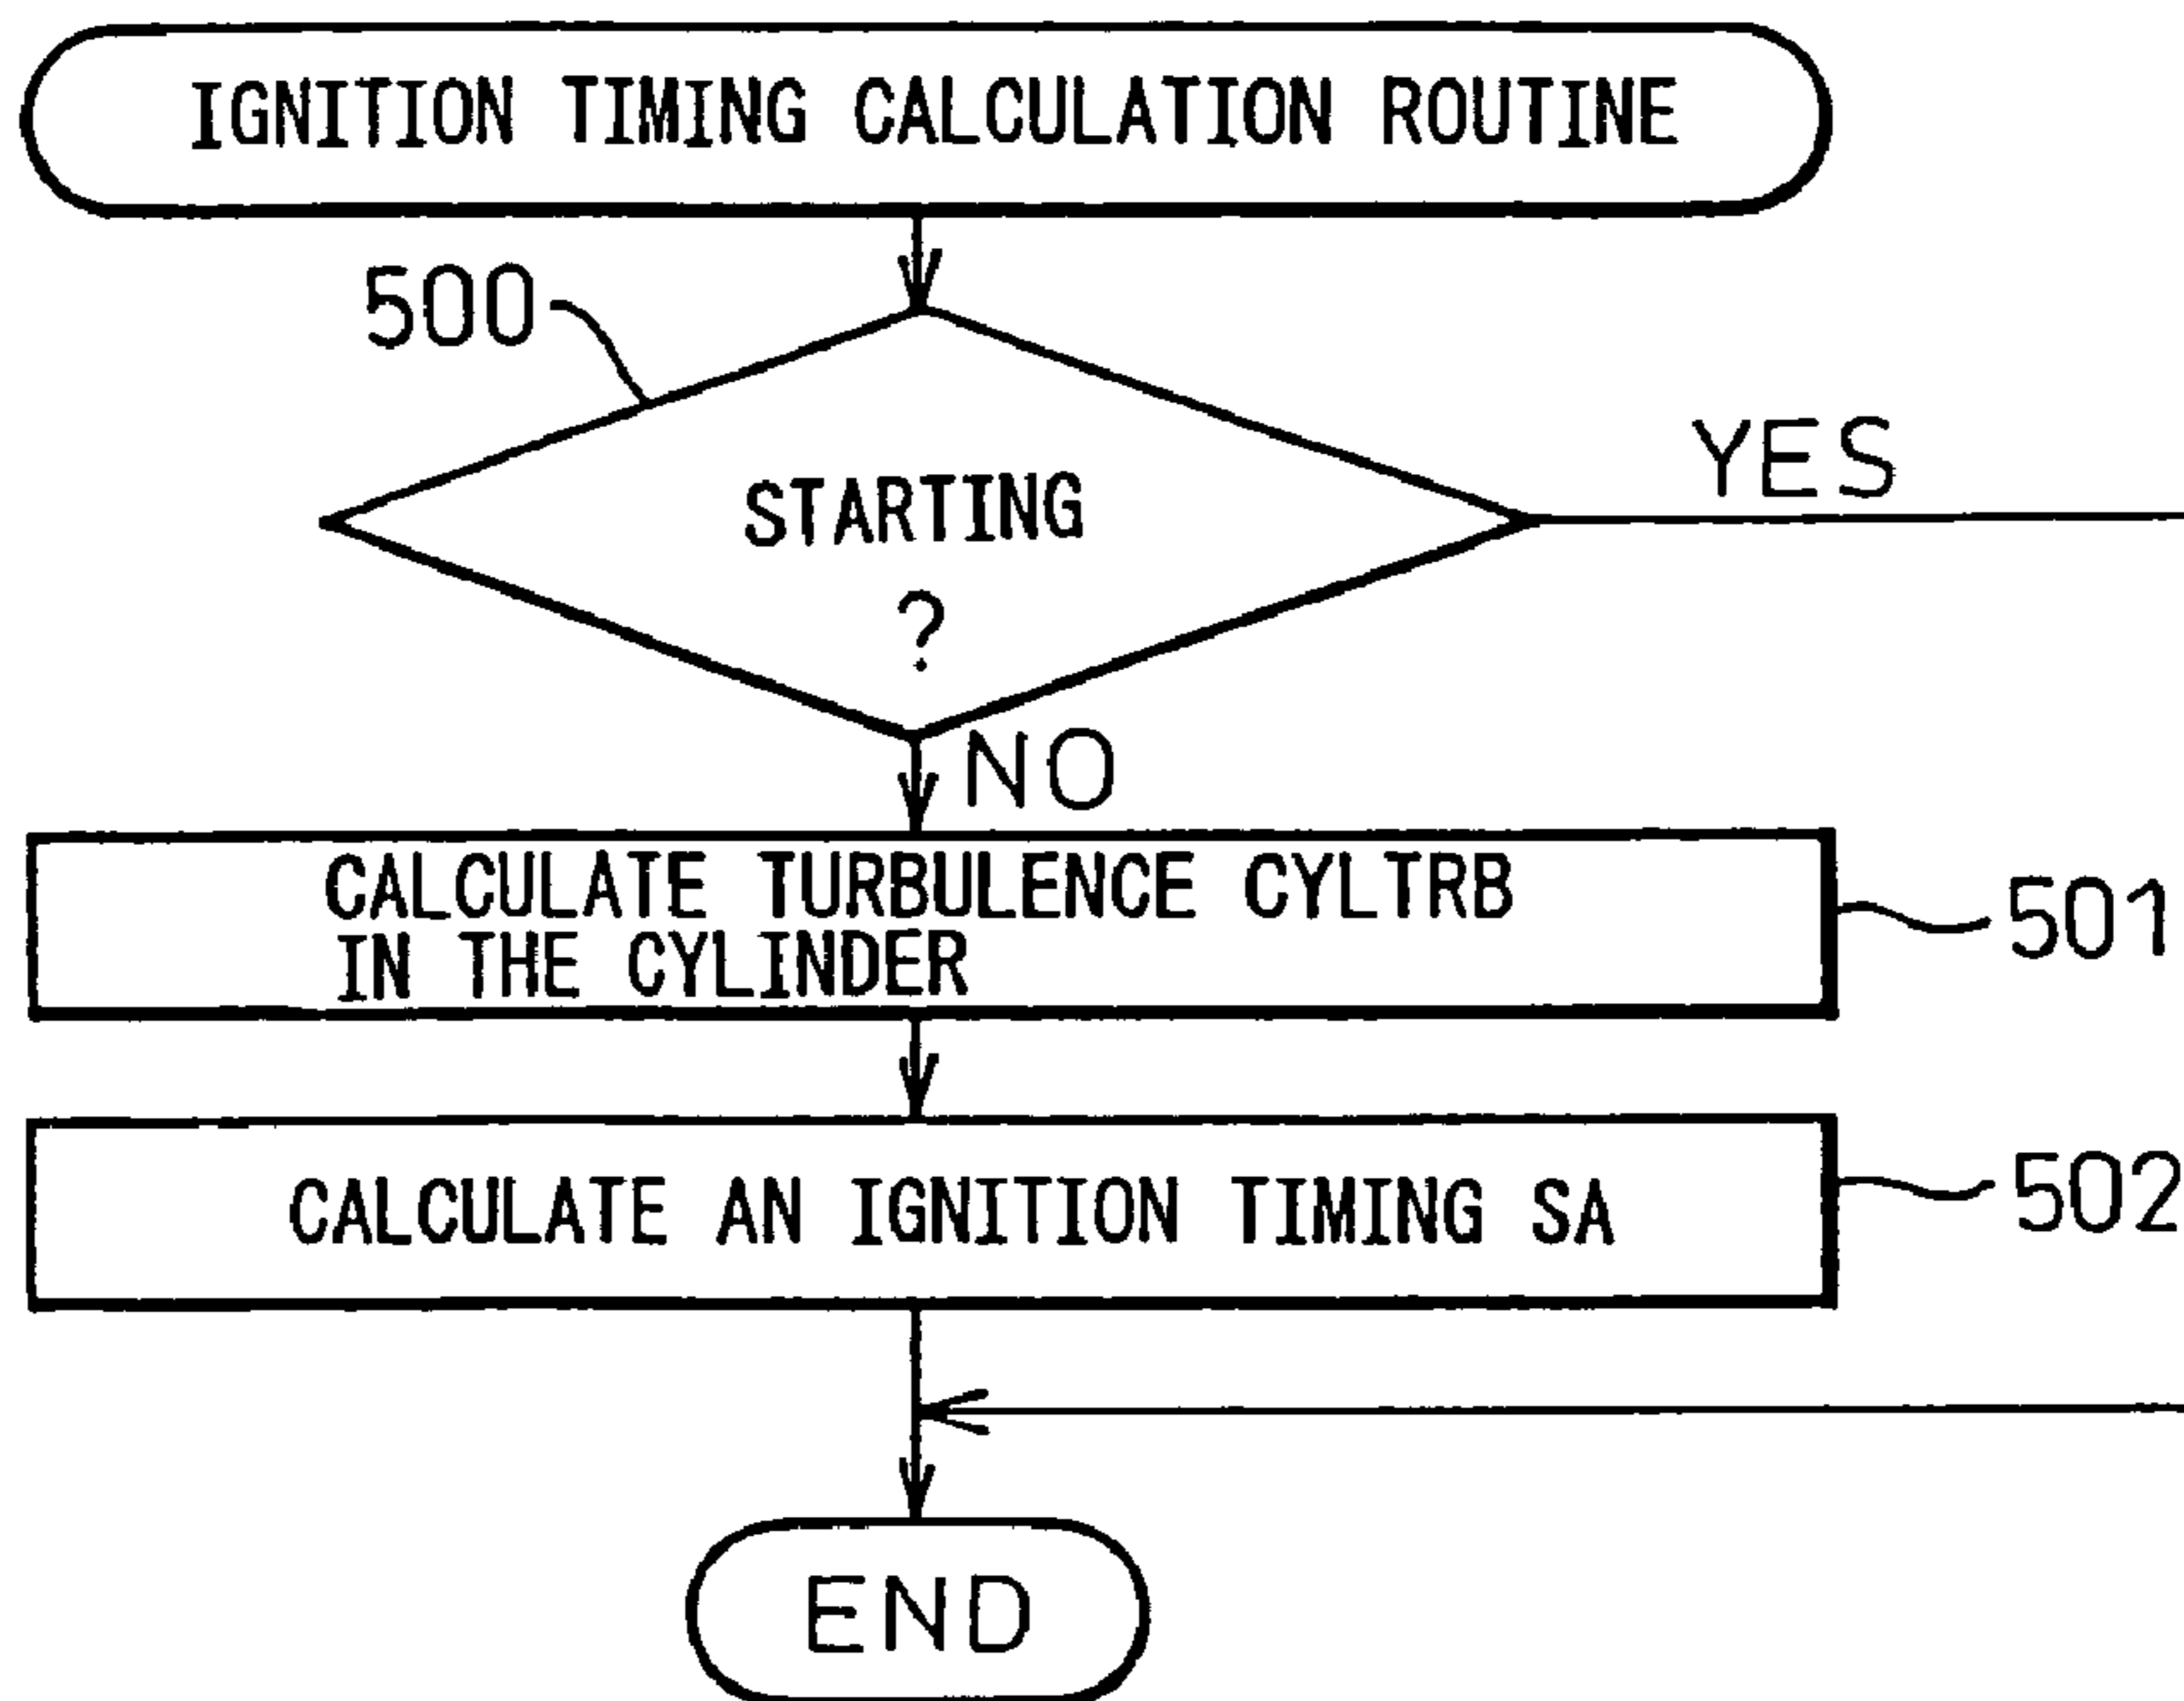 IGNITION TIMING CALCULATION ROUTINE
500
STARTING
?
YES
NO
CALCULATE TURBULENCE CYLTRB
IN THE CYLINDER
501
CALCULATE AN IGNITION TIMING SA
502
END